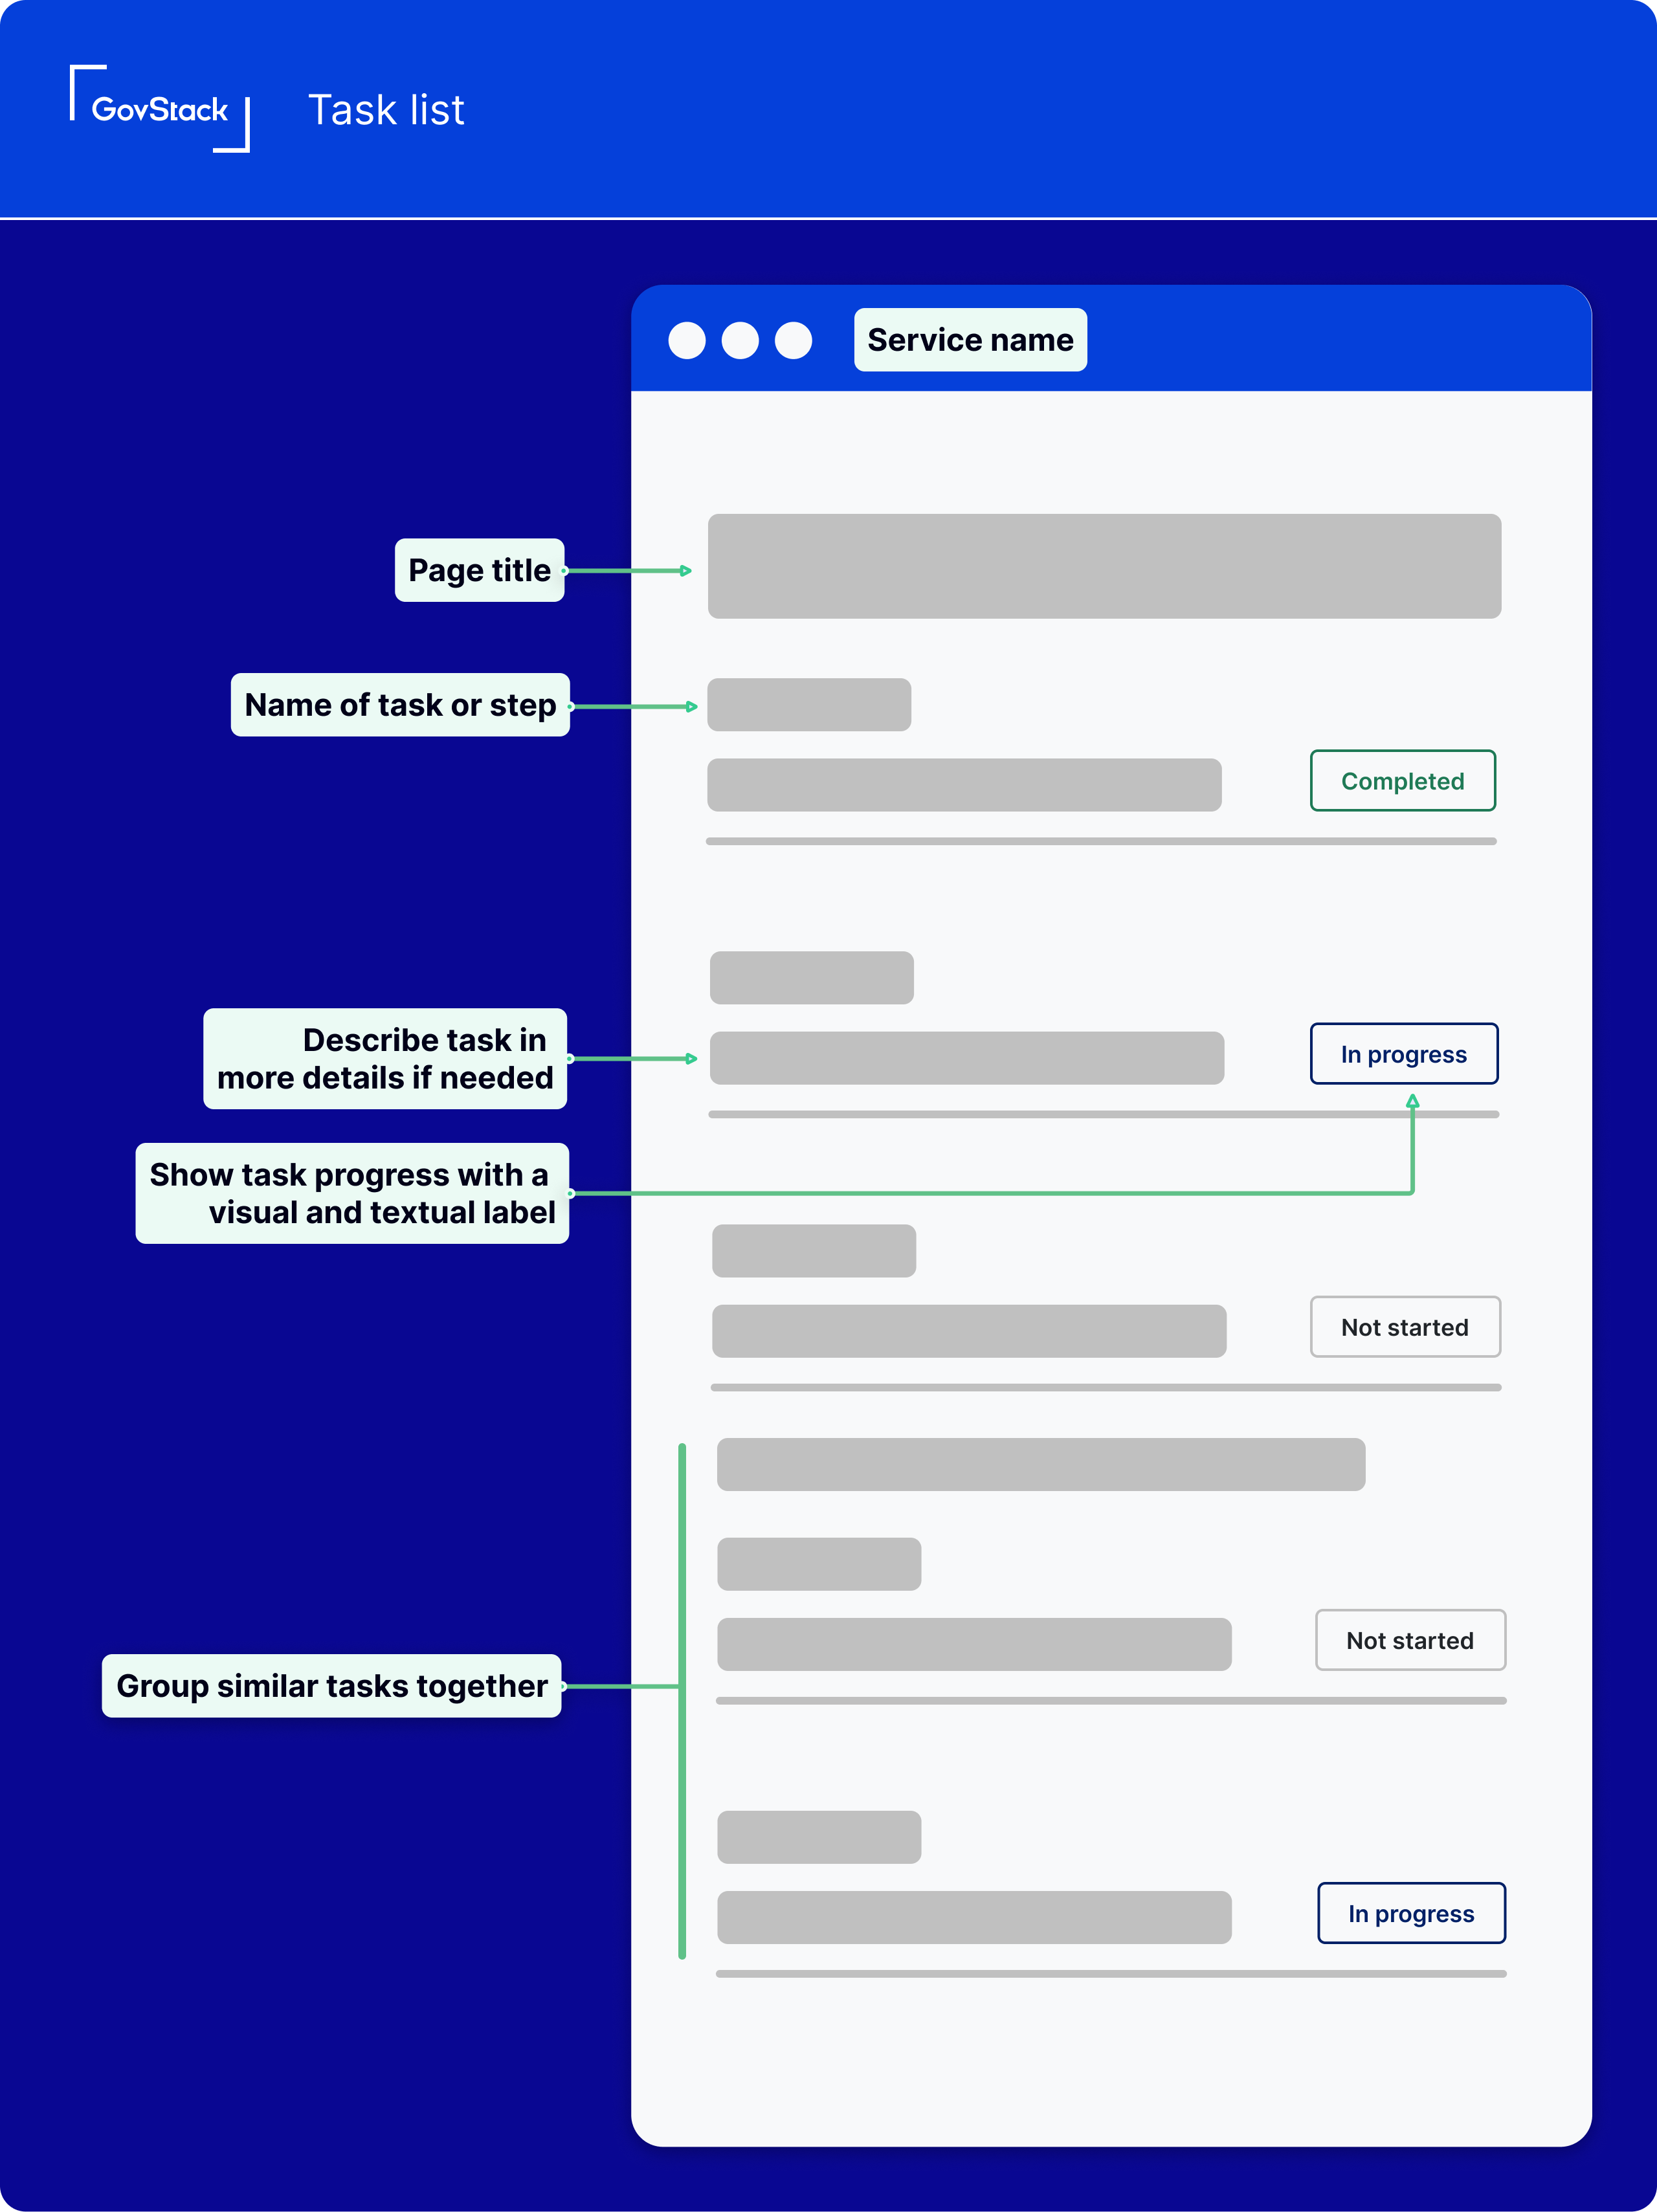 GovStack
Task list
Service name
Page title
Name of task or step
Completed
Describe task in
more details if needed
In progress
Show task progress with a
visual and textual label
Not started
Not started
Group similar tasks together
In progress